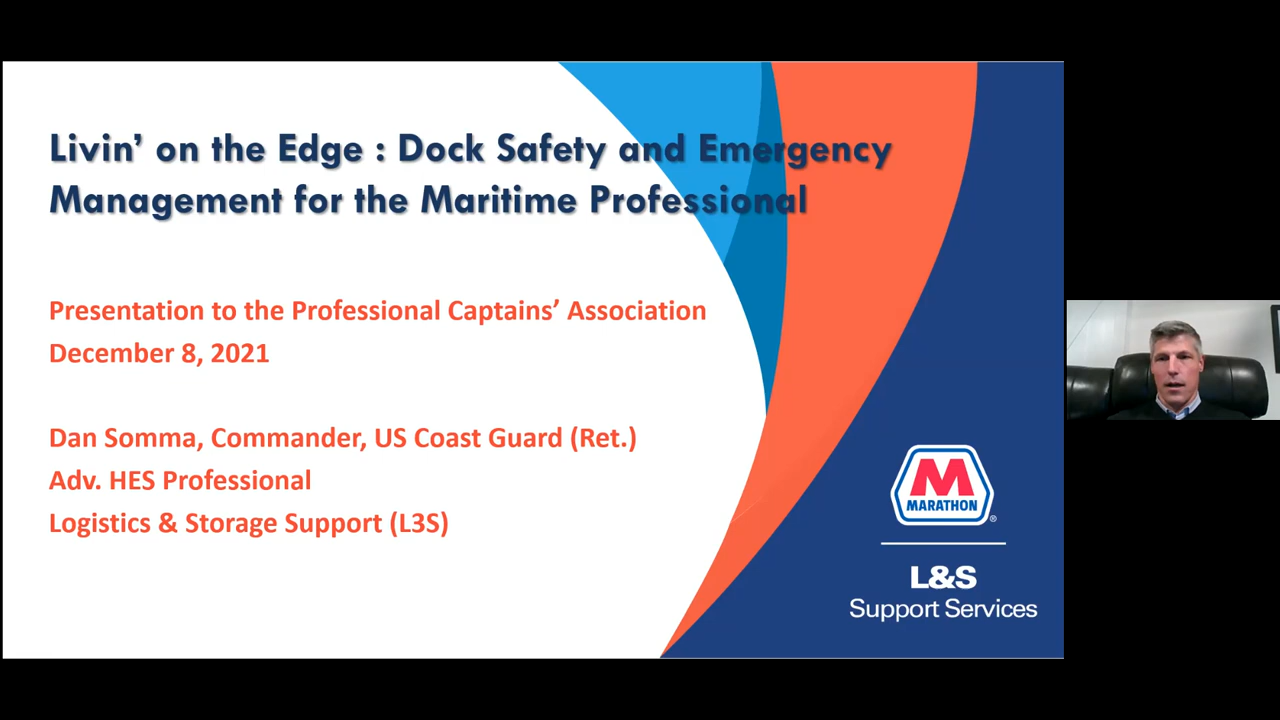 Livin’ on the Edge : Dock Safety and Emergency
Management for the Maritime Professional
Presentation to the Professional Captains’ Association
December 8, 2021
Dan Somma, Commander, US Coast Guard (Ret.)
Adv. HES Professional
Logistics & Storage Support (L3S)
M
MARATHON
®
L&S
Support Services